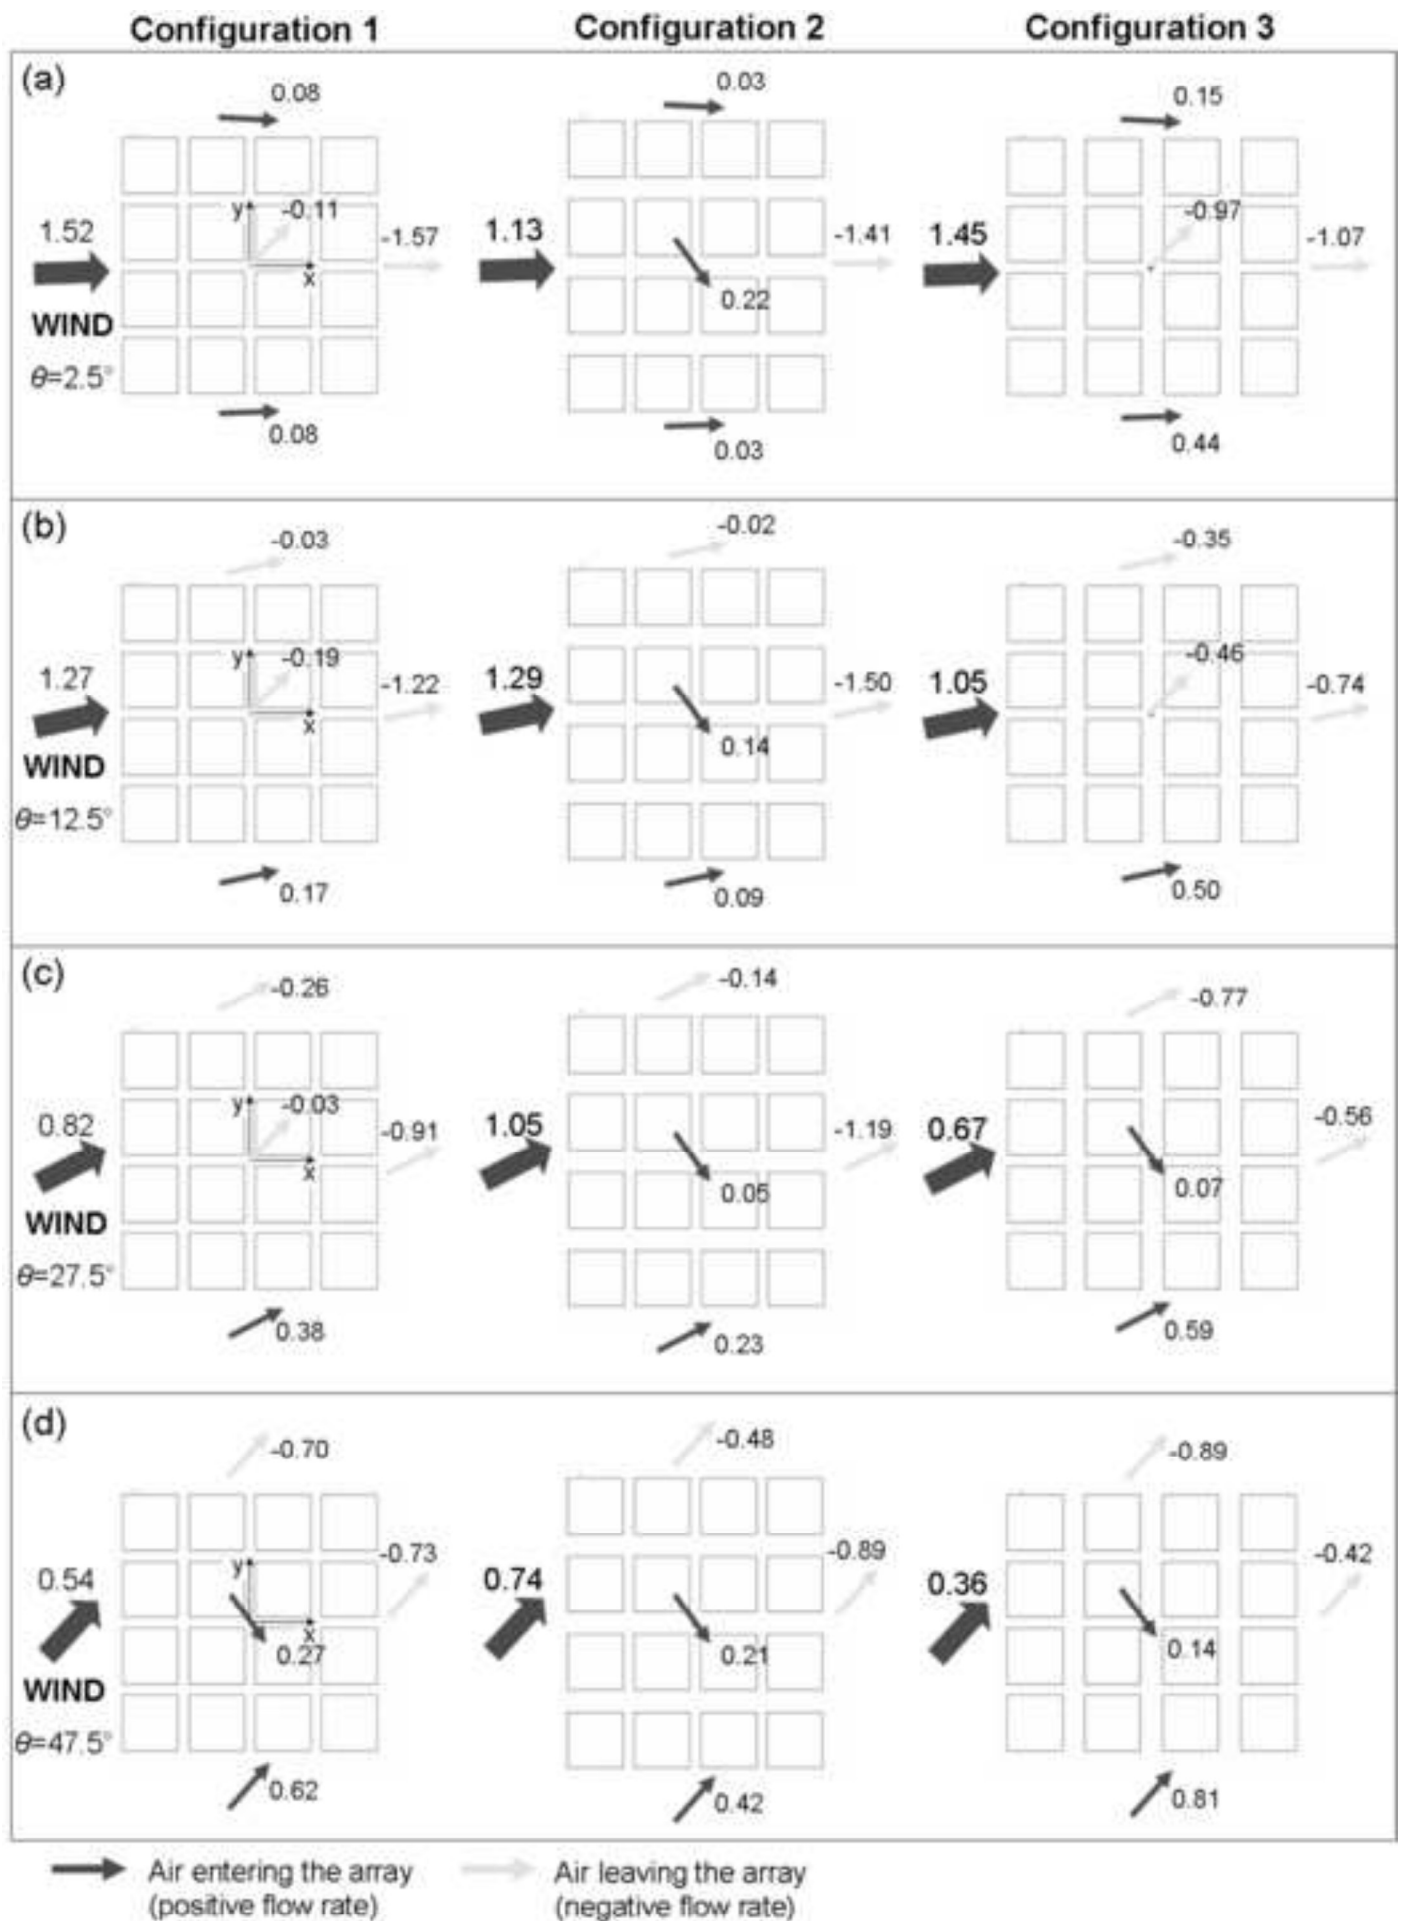 Configuration 1 Configuration 2 Configuration 3
(a)
0.08 0.03 0.15
y -0.11 -0.97
1.52 -1.57 1.13 -1.41 1.45 -1.07
x
0.22
WIND
θ=2.5°
0.08 0.03 0.44
(b)
-0.03 -0.02 -0.35
y -0.19 -0.46
1.27 -1.22 1.29 -1.50 1.05 -0.74
x
0.14
WIND
θ=12.5°
0.17 0.09 0.50
(c)
-0.26 -0.14 -0.77
y -0.03
0.82 -0.91 1.05 -1.19 0.67 -0.56
x
0.05 0.07
WIND
θ=27.5°
0.38 0.23 0.59
(d)
-0.70 -0.48 -0.89
-0.73 -0.89 -0.42
y
0.54 0.74 0.36
x
0.27 0.21 0.14
WIND
θ=47.5°
0.62 0.42 0.81
Air entering the array Air leaving the array
(positive flow rate) (negative flow rate)